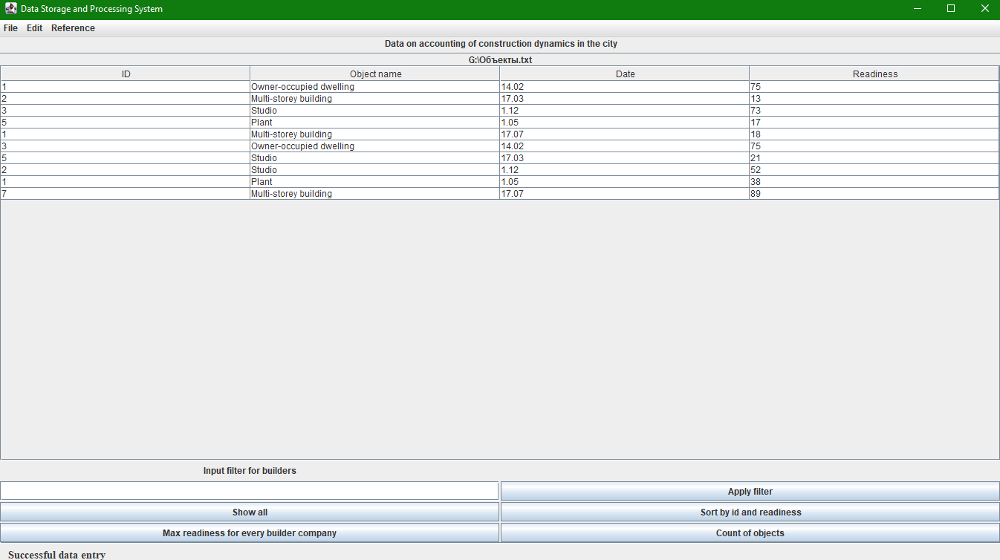 Data Storage and Processing System
File Edit Reference
Data on accounting of construction dynamics in the city
G:\Объекты.txt
ID Object name Date Readiness
1 Owner-occupied dwelling 14.02 75
2 Multi-storey building 17.03 13
3 Studio 1.12 73
5 Plant 1.05 17
1 Multi-storey building 17.07 18
3 Owner-occupied dwelling 14.02 75
5 Studio 17.03 21
2 Studio 1.12 52
1 Plant 1.05 38
7 Multi-storey building 17.07 89
Input filter for builders
Apply filter
Show all Sort by id and readiness
Max readiness for every builder company Count of objects
Successful data entry